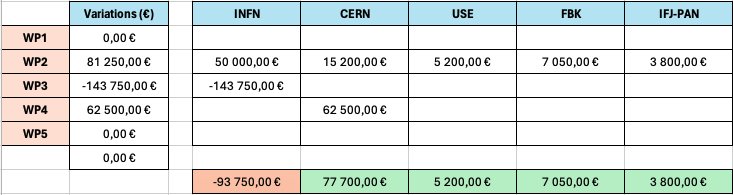 Variations (€) INFN CERN USE FBK IFJ-PAN
WP1 0,00 €
WP2 81 250,00 € 50 000,00 € 15 200,00 € 5 200,00 € 7 050,00 € 3 800,00 €
WP3 -143 750,00 € -143 750,00 €
WP4 62 500,00 € 62 500,00 €
WP5 0,00 €
0,00 €
-93 750,00 € 77 700,00 € 5 200,00 € 7 050,00 € 3 800,00 €